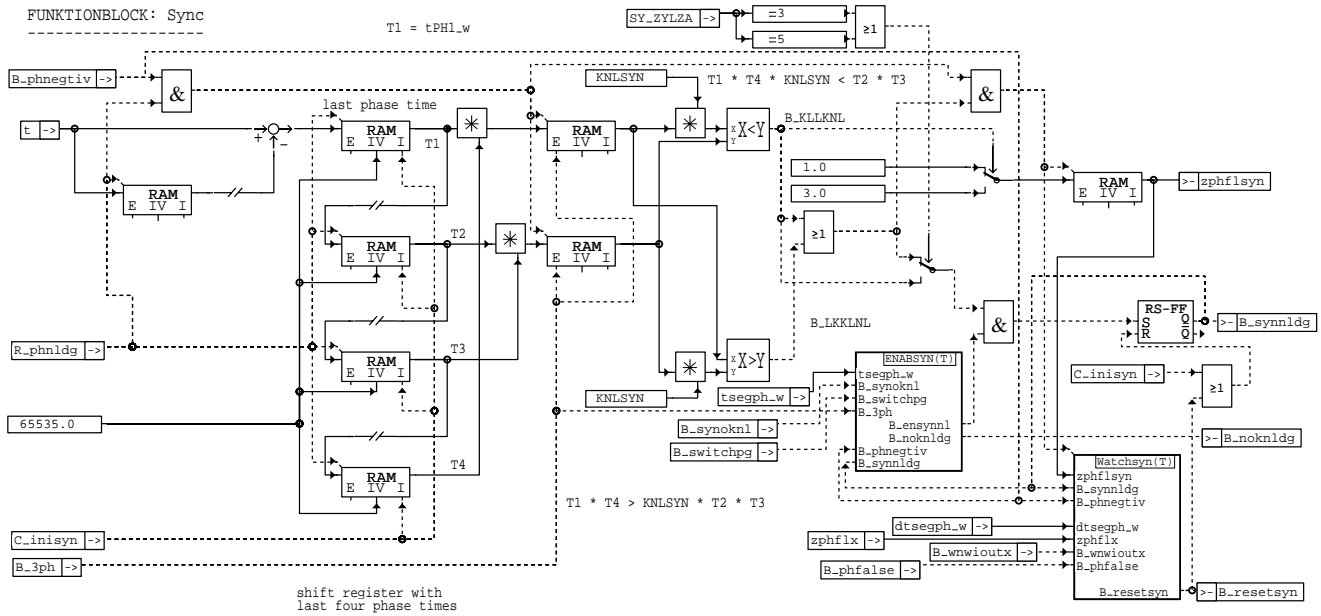 FUNKTIONBLOCK: Sync
T1 = tPH1_w
SY_ZYLZA ->
=3
=5
≥1
B_phnegtiv ->
&
KNLSYN
T1 * T4 * KNLSYN < T2 * T3
&
last phase time
t ->
+
-
RAM
E IV I
T1
*
RAM
E IV I
*
X
Y
X<Y
B_KLLKNL
1.0
3.0
RAM
E IV I
>- zphflsyn
RAM
E IV I
RAM
E IV I
T2
*
RAM
E IV I
≥1
B_LKKLNL
&
RS-FF
S Q
R Q
>- B_synnldg
R_phnldg ->
RAM
E IV I
T3
*
X
Y
X>Y
KNLSYN
tsegph_w ->
ENABSYN(T)
tsegph_w
B_synoknl
B_switchpg
B_3ph
B_ensynnl
B_noknldg
B_phnegtiv
B_synnldg
C_inisyn ->
≥1
65535.0
B_synoknl ->
B_switchpg ->
>- B_noknldg
RAM
E IV I
T4
T1 * T4 > KNLSYN * T2 * T3
Watchsyn(T)
zphflsyn
B_synnldg
B_phnegtiv
dtsegph_w
zphflx
B_wnwioutx
B_phfalse
B_resetsyn
dtsegph_w ->
zphflx ->
B_wnwioutx ->
B_phfalse ->
>- B_resetsyn
C_inisyn ->
B_3ph ->
shift register with
last four phase times